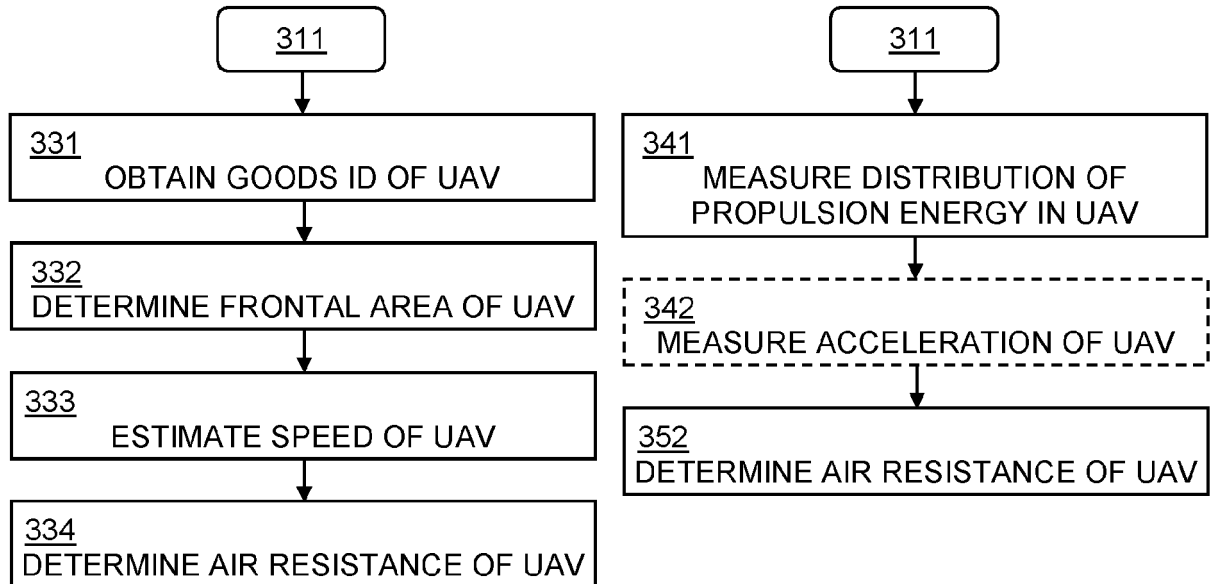 311
331
OBTAIN GOODS ID OF UAV
332
DETERMINE FRONTAL AREA OF UAV
333
ESTIMATE SPEED OF UAV
334
DETERMINE AIR RESISTANCE OF UAV
311
341
MEASURE DISTRIBUTION OF
PROPULSION ENERGY IN UAV
342
MEASURE ACCELERATION OF UAV
352
DETERMINE AIR RESISTANCE OF UAV